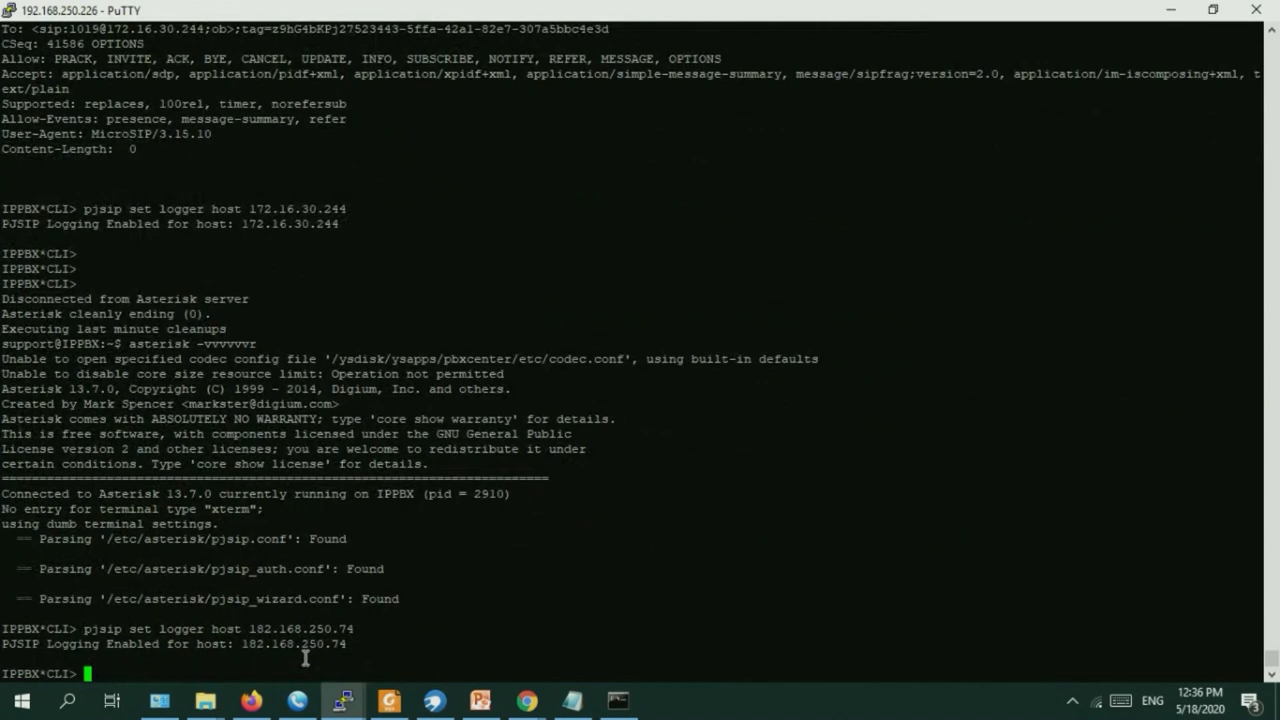 192.168.250.226 - PuTTY
To: <sip:1019@172.16.30.244;ob>;tag=z9hG4bKPj27523443-5ffa-42a1-82e7-307a5bbc4e3d
CSeq: 41586 OPTIONS
Allow: PRACK, INVITE, ACK, BYE, CANCEL, UPDATE, INFO, SUBSCRIBE, NOTIFY, REFER, MESSAGE, OPTIONS
Accept: application/sdp, application/pidf+xml, application/xpidf+xml, application/simple-message-summary, message/sipfrag;version=2.0, application/im-iscomposing+xml, t
ext/plain
Supported: replaces, 100rel, timer, norefersub
Allow-Events: presence, message-summary, refer
User-Agent: MicroSIP/3.15.10
Content-Length:  0
IPPBX*CLI> pjsip set logger host 172.16.30.244
PJSIP Logging Enabled for host: 172.16.30.244
IPPBX*CLI>
IPPBX*CLI>
IPPBX*CLI>
Disconnected from Asterisk server
Asterisk cleanly ending (0).
Executing last minute cleanups
support@IPPBX:~$ asterisk -vvvvvvr
Unable to open specified codec config file '/ysdisk/ysapps/pbxcenter/etc/codec.conf', using built-in defaults
Unable to disable core size resource limit: Operation not permitted
Asterisk 13.7.0, Copyright (C) 1999 - 2014, Digium, Inc. and others.
Created by Mark Spencer <markster@digium.com>
Asterisk comes with ABSOLUTELY NO WARRANTY; type 'core show warranty' for details.
This is free software, with components licensed under the GNU General Public
License version 2 and other licenses; you are welcome to redistribute it under
certain conditions. Type 'core show license' for details.
=========================================================================
Connected to Asterisk 13.7.0 currently running on IPPBX (pid = 2910)
No entry for terminal type "xterm";
using dumb terminal settings.
== Parsing '/etc/asterisk/pjsip.conf': Found
== Parsing '/etc/asterisk/pjsip_auth.conf': Found
== Parsing '/etc/asterisk/pjsip_wizard.conf': Found
IPPBX*CLI> pjsip set logger host 182.168.250.74
PJSIP Logging Enabled for host: 182.168.250.74
IPPBX*CLI>
ENG
12:36 PM
5/18/2020
3